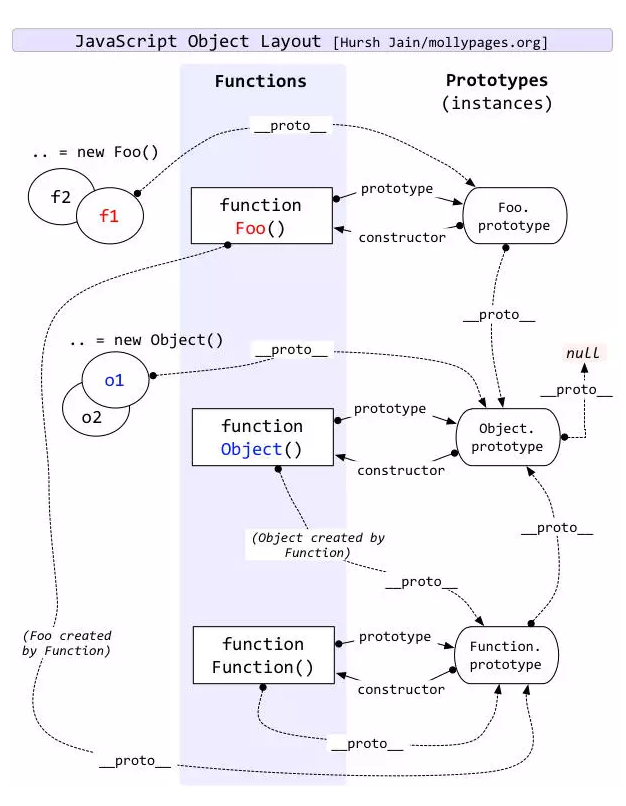 JavaScript Object Layout [Hursh Jain/mollypages.org]
Functions
Prototypes
(instances)
__proto__
.. = new Foo()
f2
f1
function
Foo()
prototype
constructor
Foo.
prototype
__proto__
.. = new Object()
__proto__
null
__proto__
o1
o2
function
Object()
prototype
constructor
Object.
prototype
(Object created by
Function)
__proto__
__proto__
(Foo created
by Function)
function
Function()
prototype
constructor
Function.
prototype
__proto__
__proto__